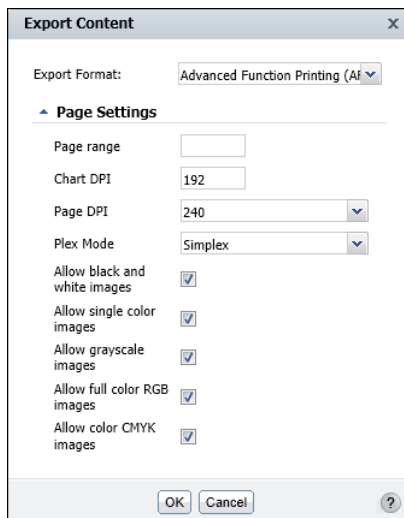 Export Content x
Export Format: Advanced Function Printing (AF
Page Settings
Page range
Chart DPI 192
Page DPI 240
Plex Mode Simplex
Allow black and
white images
Allow single color
images
Allow grayscale
images
Allow full color RGB
images
Allow color CMYK
images
OK Cancel ?